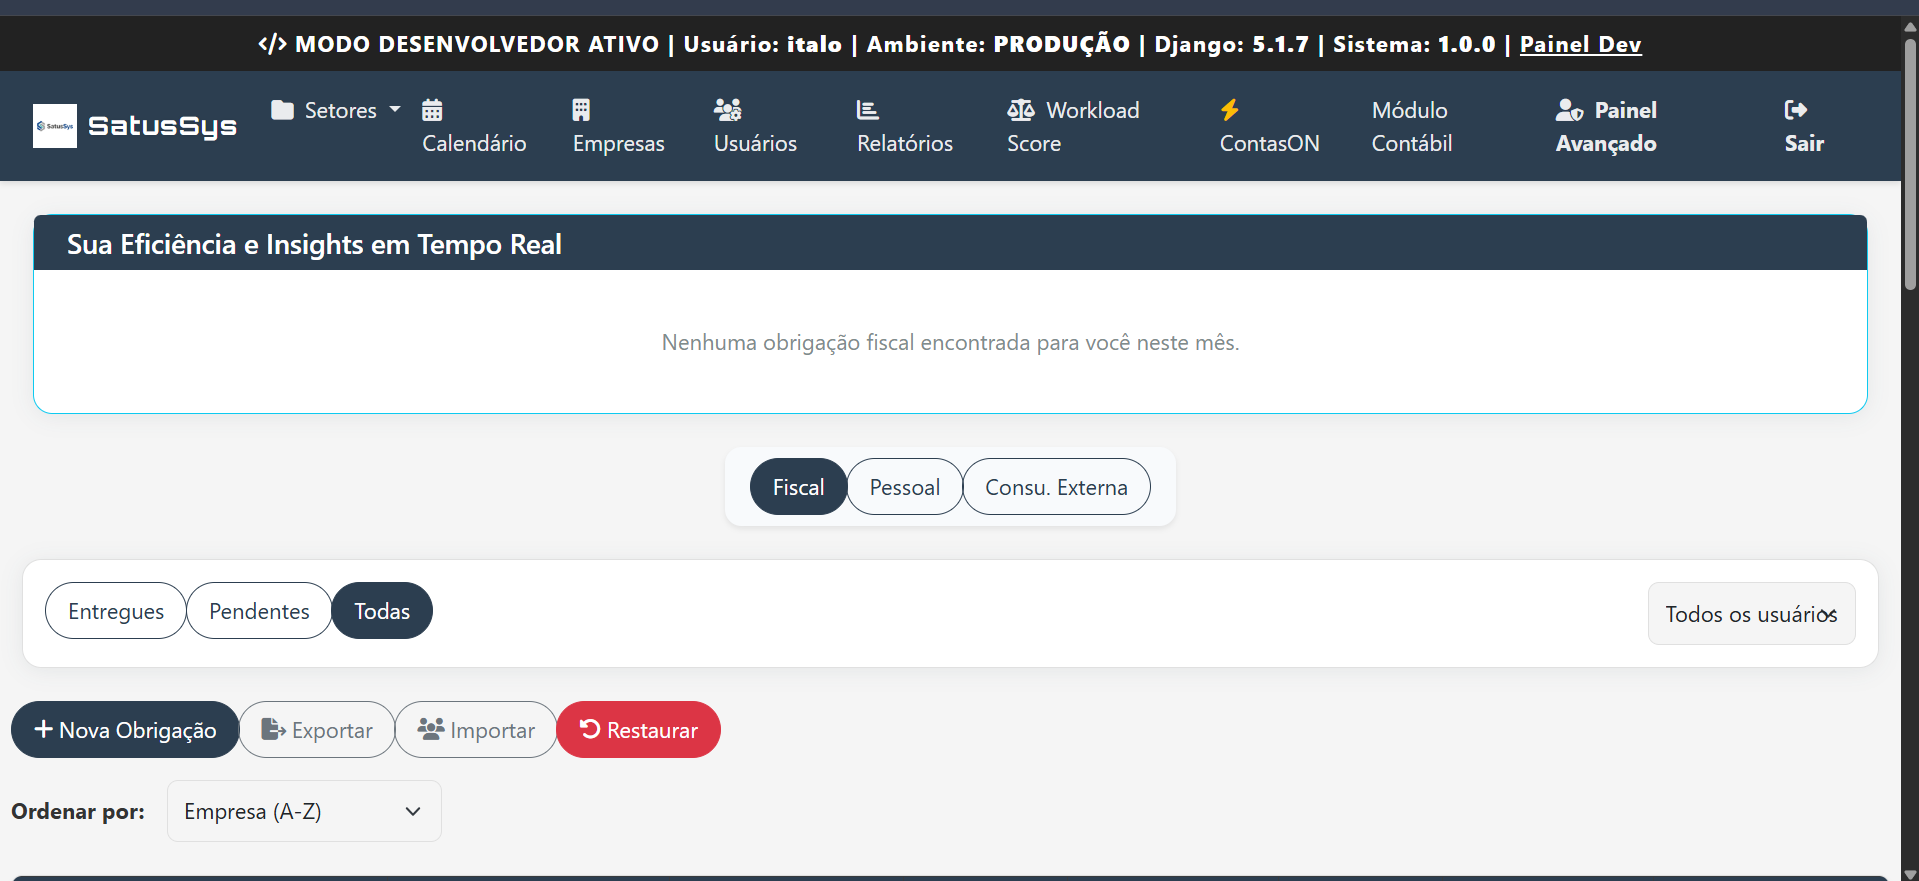 </> MODO DESENVOLVEDOR ATIVO | Usuário: italo | Ambiente: PRODUÇÃO | Django: 5.1.7 | Sistema: 1.0.0 | Painel Dev
SatusSys
SatusSys
Setores
Calendário
Empresas
Usuários
Relatórios
Workload Score
ContasON
Módulo Contábil
Painel Avançado
Sair
Sua Eficiência e Insights em Tempo Real
Nenhuma obrigação fiscal encontrada para você neste mês.
Fiscal
Pessoal
Consu. Externa
Entregues
Pendentes
Todas
Todos os usuários
Nova Obrigação
Exportar
Importar
Restaurar
Ordenar por:
Empresa (A-Z)